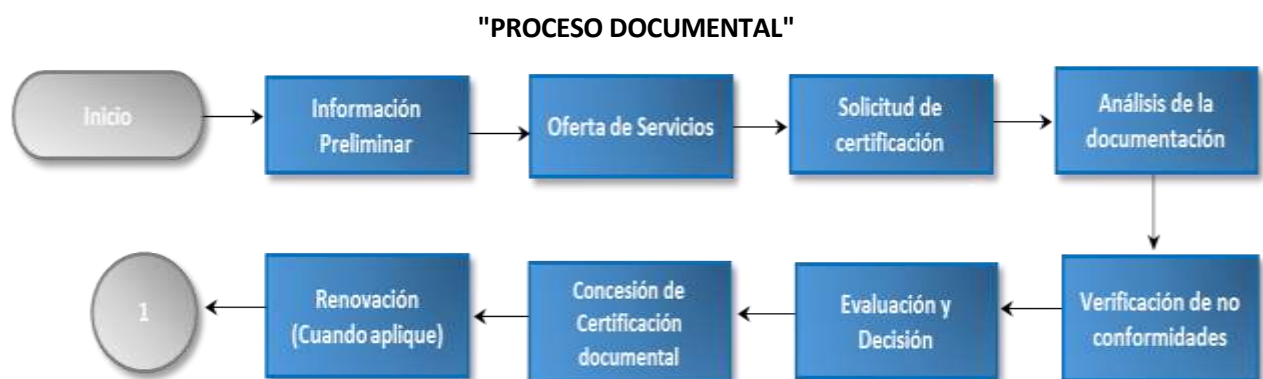 "PROCESO DOCUMENTAL"
Inicio
Información
Preliminar
Oferta de Servicios
Solicitud de
certificación
Análisis de la
documentación
Verificación de no
conformidades
Evaluación y
Decisión
Concesión de
Certificación
documental
Renovación
(Cuando aplique)
1